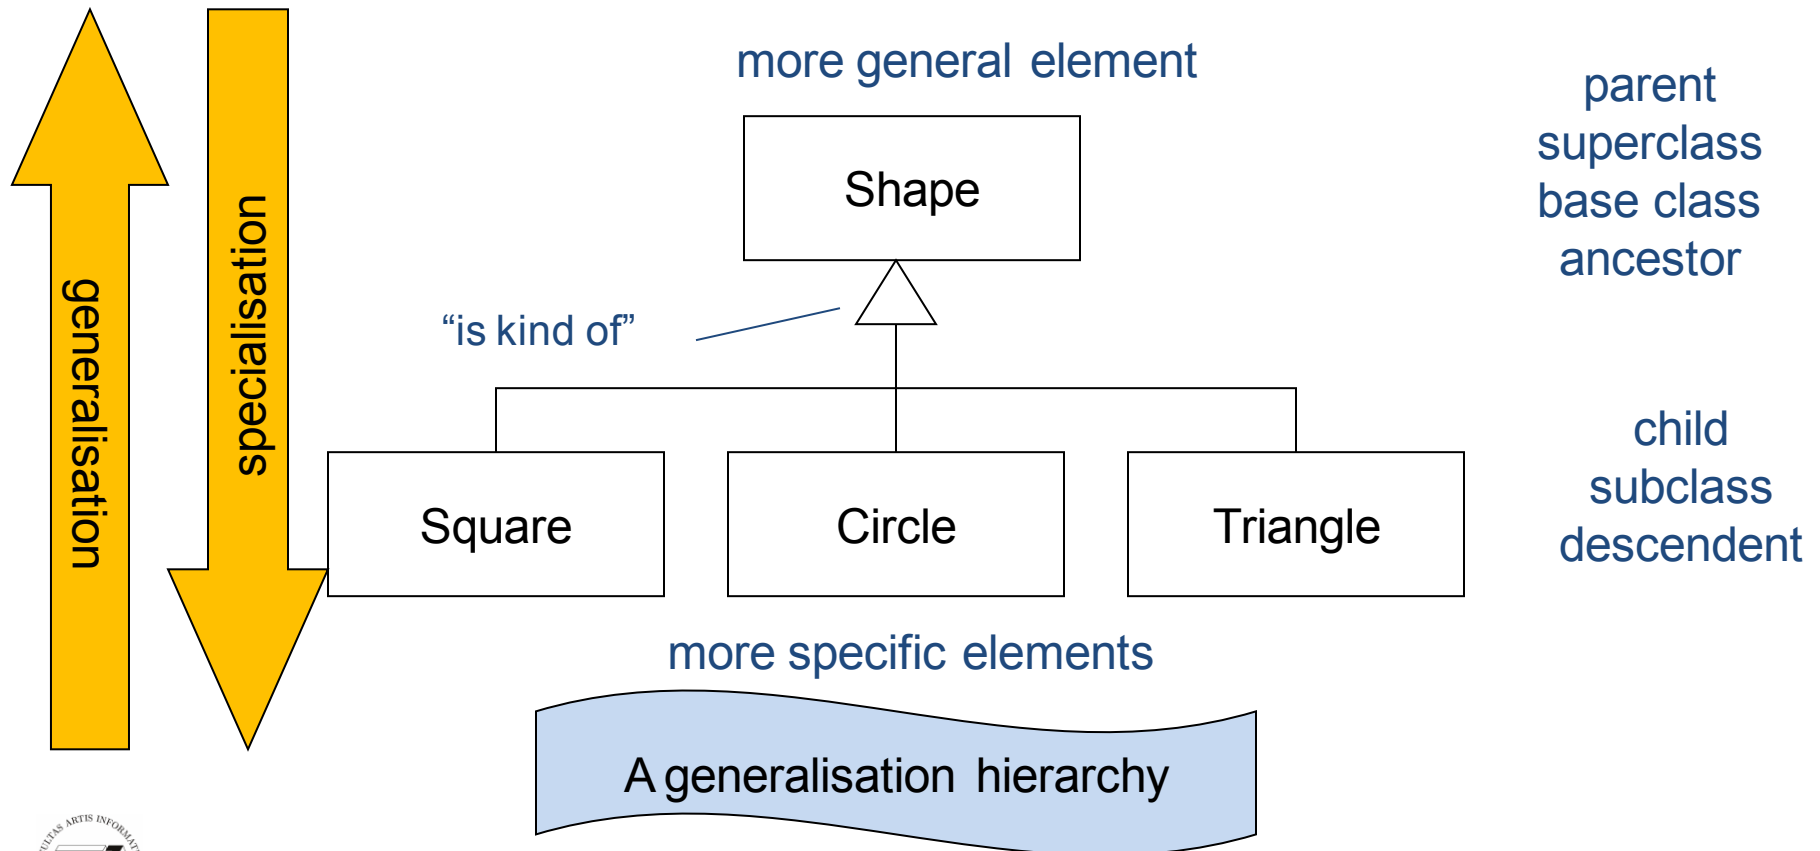 generalisation
specialisation
more general element
Shape
parent
superclass
base class
ancestor
“is kind of”
Square
Circle
Triangle
child
subclass
descendent
more specific elements
A generalisation hierarchy
ARTIS